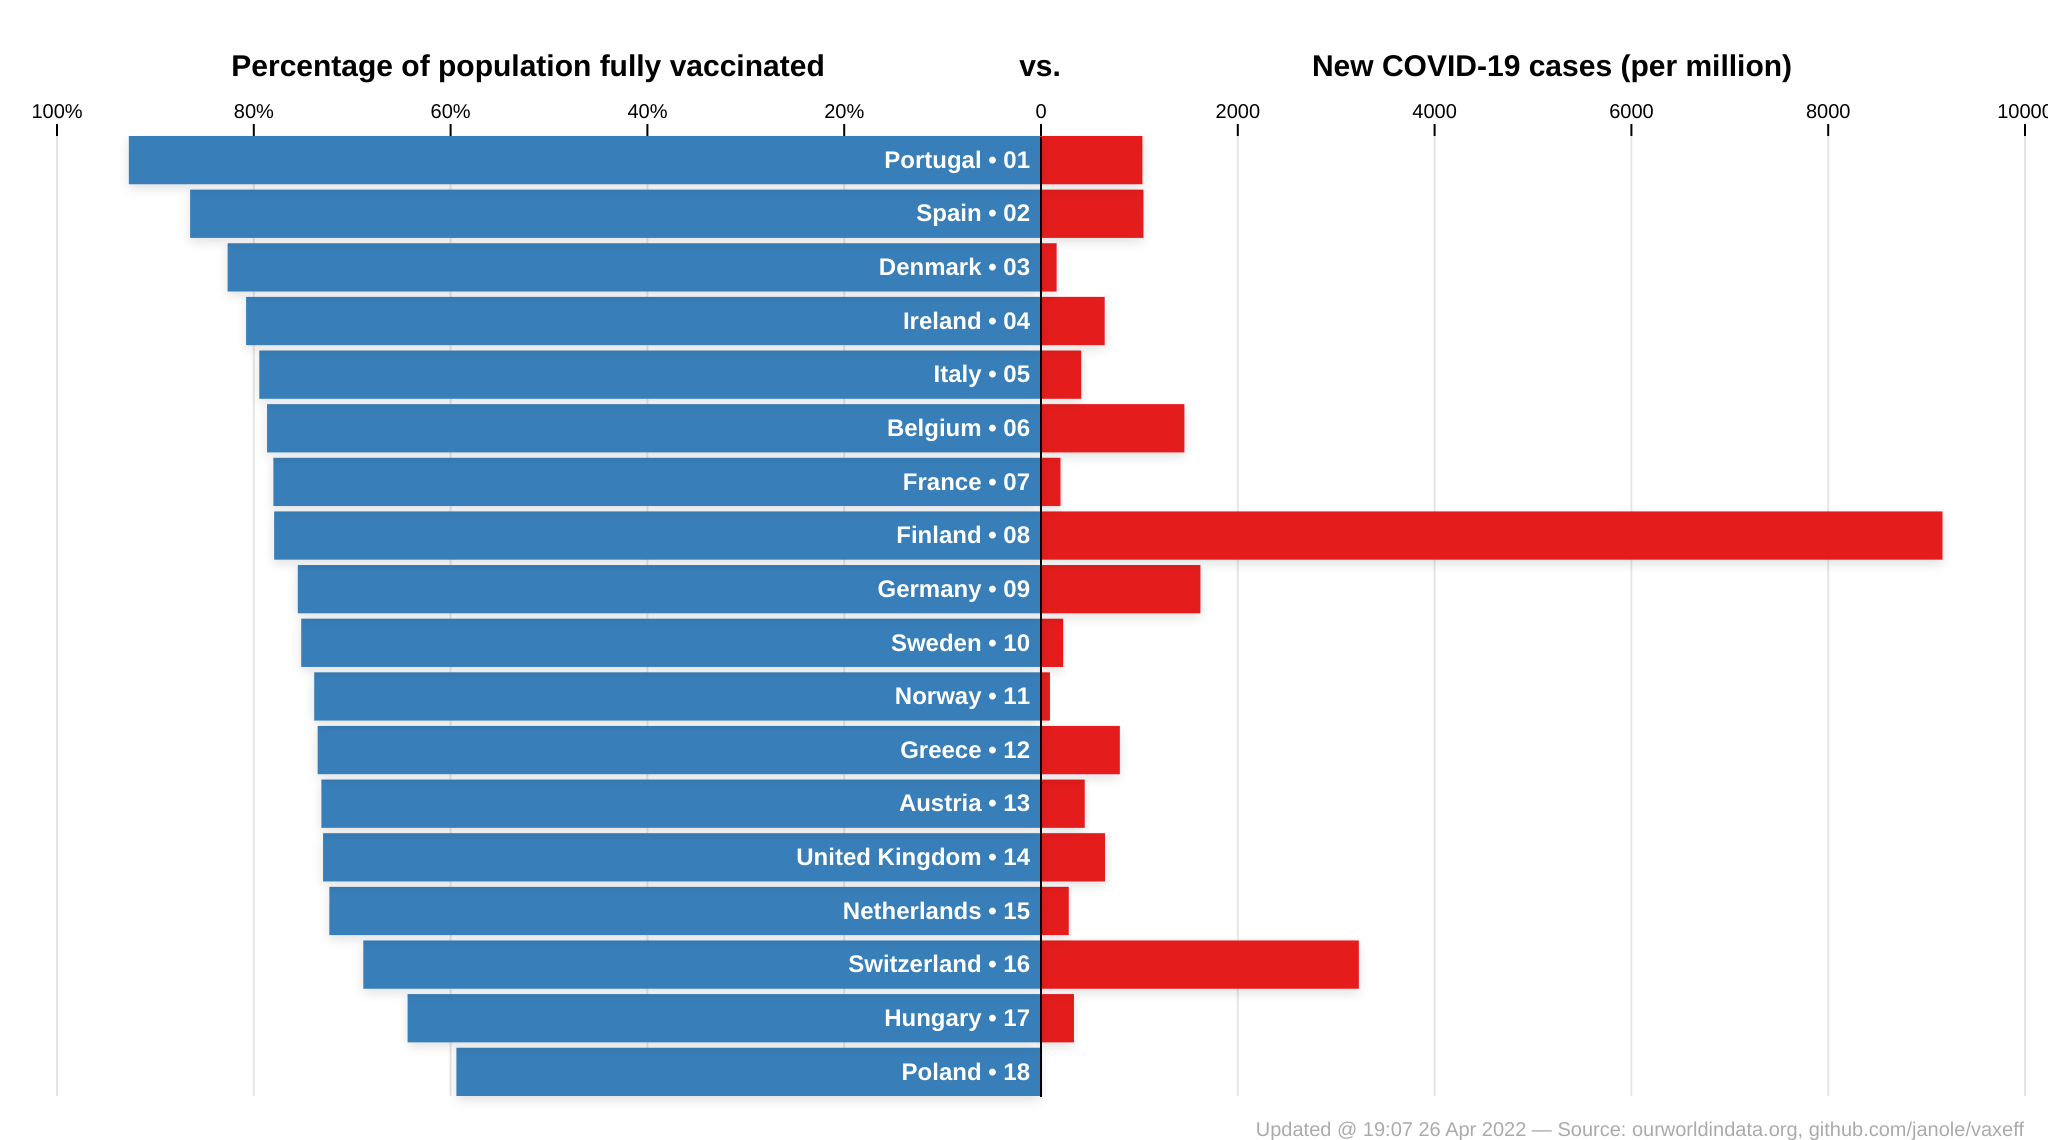 Percentage of population fully vaccinated vs. New COVID-19 cases (per million)
100% 80% 60% 40% 20% 0 2000 4000 6000 8000 10000
Portugal • 01
Spain • 02
Denmark • 03
Ireland • 04
Italy • 05
Belgium • 06
France • 07
Finland • 08
Germany • 09
Sweden • 10
Norway • 11
Greece • 12
Austria • 13
United Kingdom • 14
Netherlands • 15
Switzerland • 16
Hungary • 17
Poland • 18
Updated @ 19:07 26 Apr 2022 — Source: ourworldindata.org, github.com/janole/vaxeff